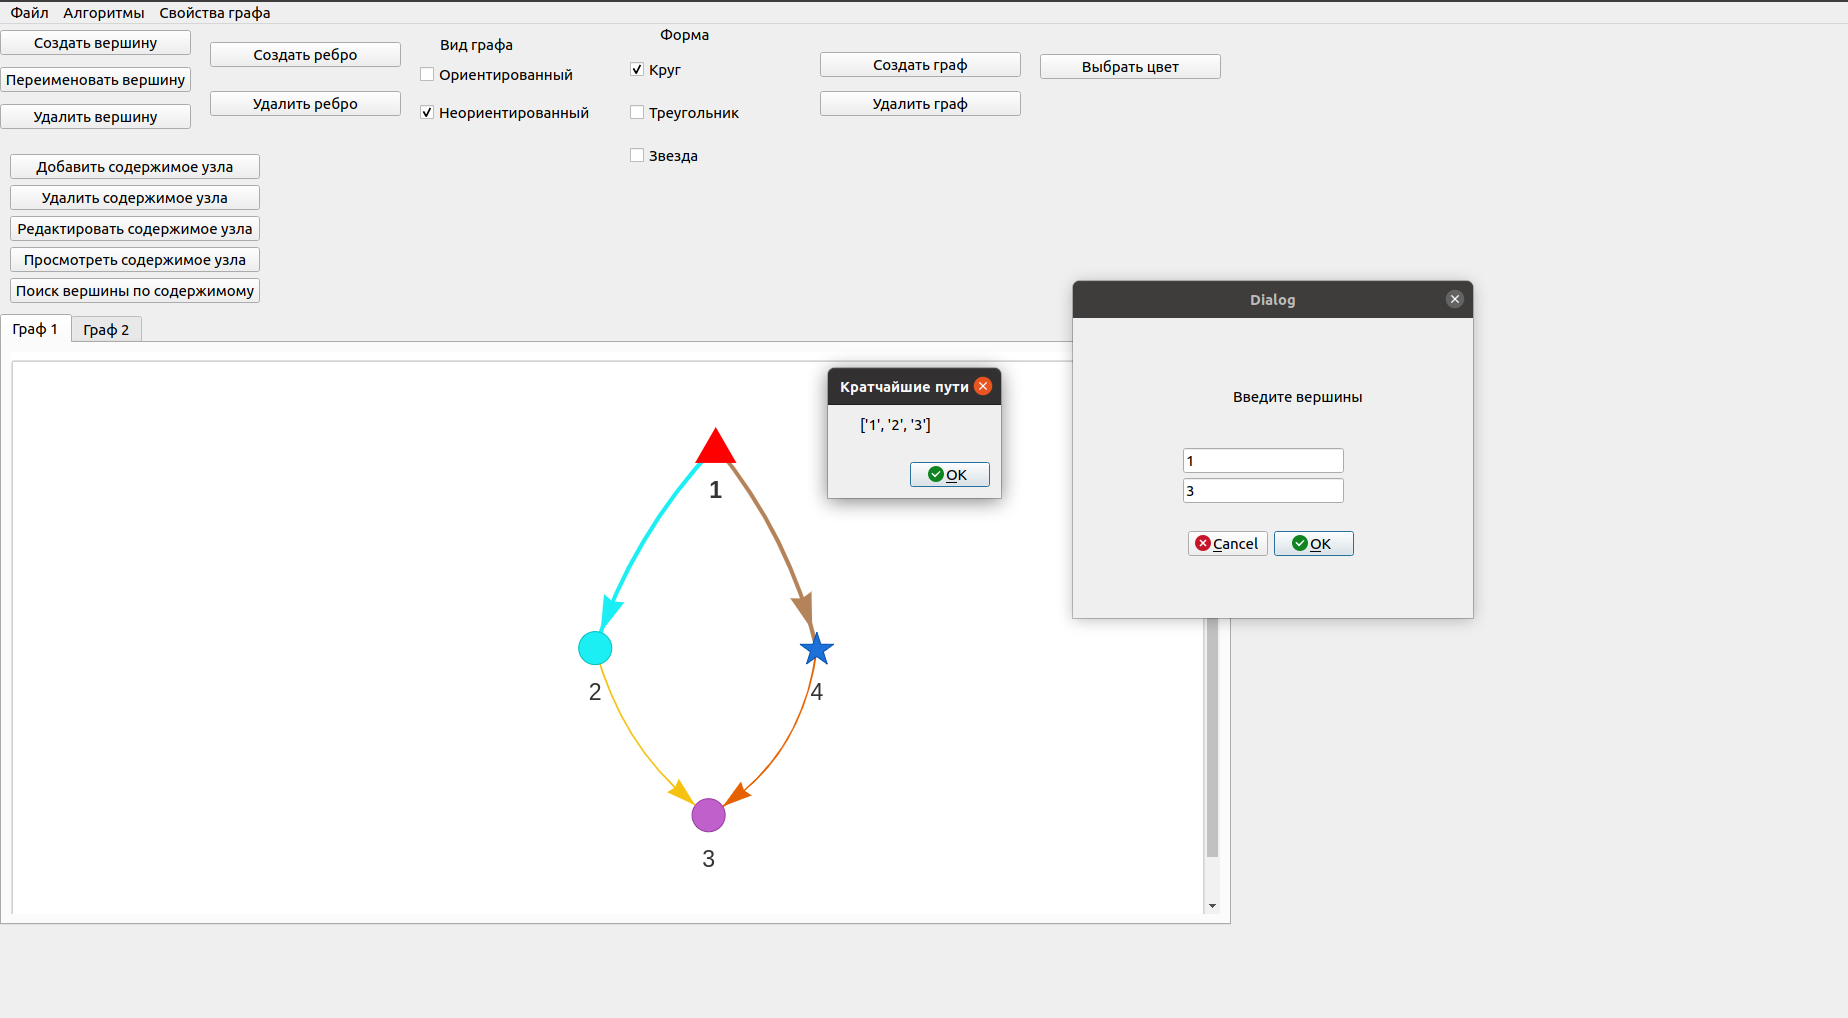 Файл Алгоритмы Свойства графа
Создать вершину
Переименовать вершину
Удалить вершину
Создать ребро
Удалить ребро
Вид графа
Ориентированный
Неориентированный
Форма
Круг
Треугольник
Звезда
Создать граф
Удалить граф
Выбрать цвет
Добавить содержимое узла
Удалить содержимое узла
Редактировать содержимое узла
Просмотреть содержимое узла
Поиск вершины по содержимому
Граф 1 Граф 2
1
2
4
3
Кратчайшие пути
['1', '2', '3']
OK
Dialog
Введите вершины
1
3
Cancel OK